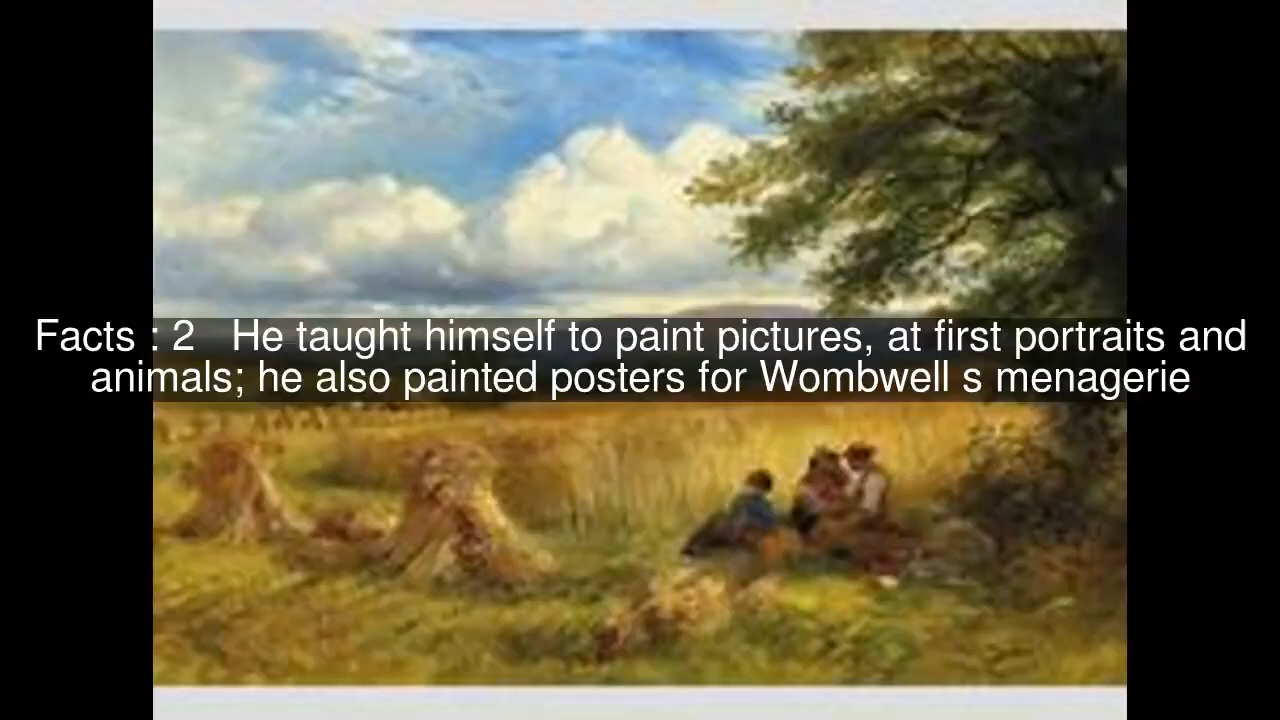 Facts : 2   He taught himself to paint pictures, at first portraits and
animals; he also painted posters for Wombwell s menagerie